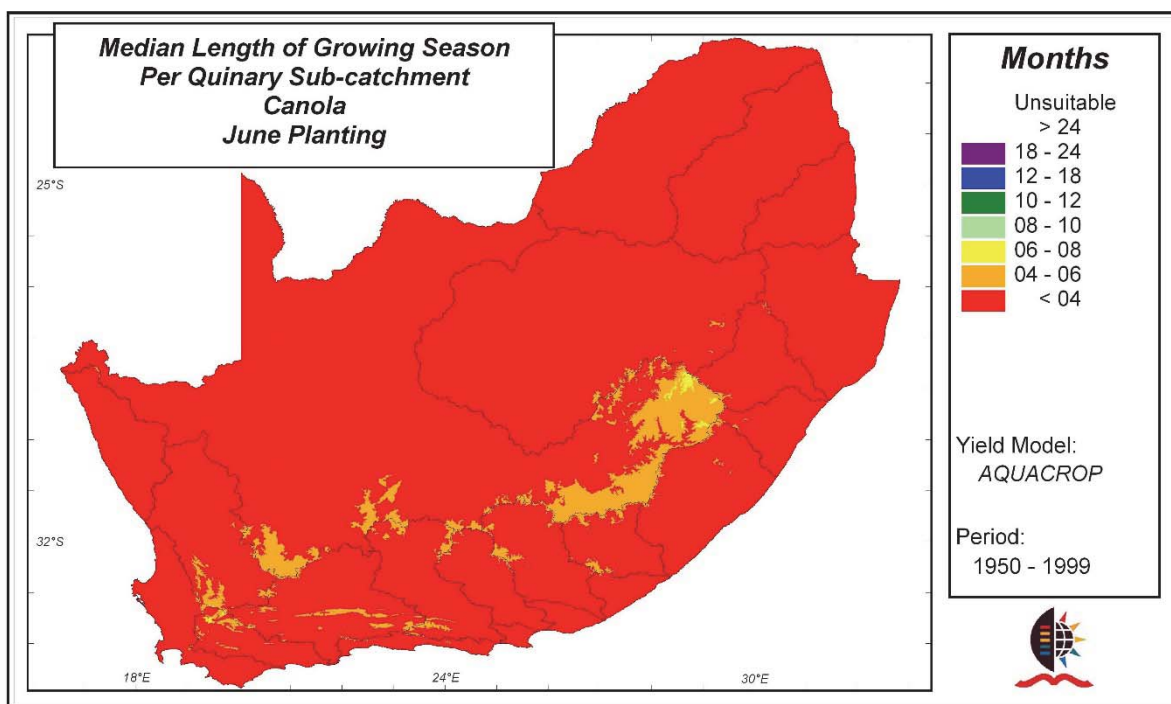 Median Length of Growing Season
Per Quinary Sub-catchment
Canola
June Planting
25°S
32°S
18°E
24°E
30°E
Months
Unsuitable
> 24
18 - 24
12 - 18
10 - 12
08 - 10
06 - 08
04 - 06
< 04
Yield Model:
AQUACROP
Period:
1950 - 1999